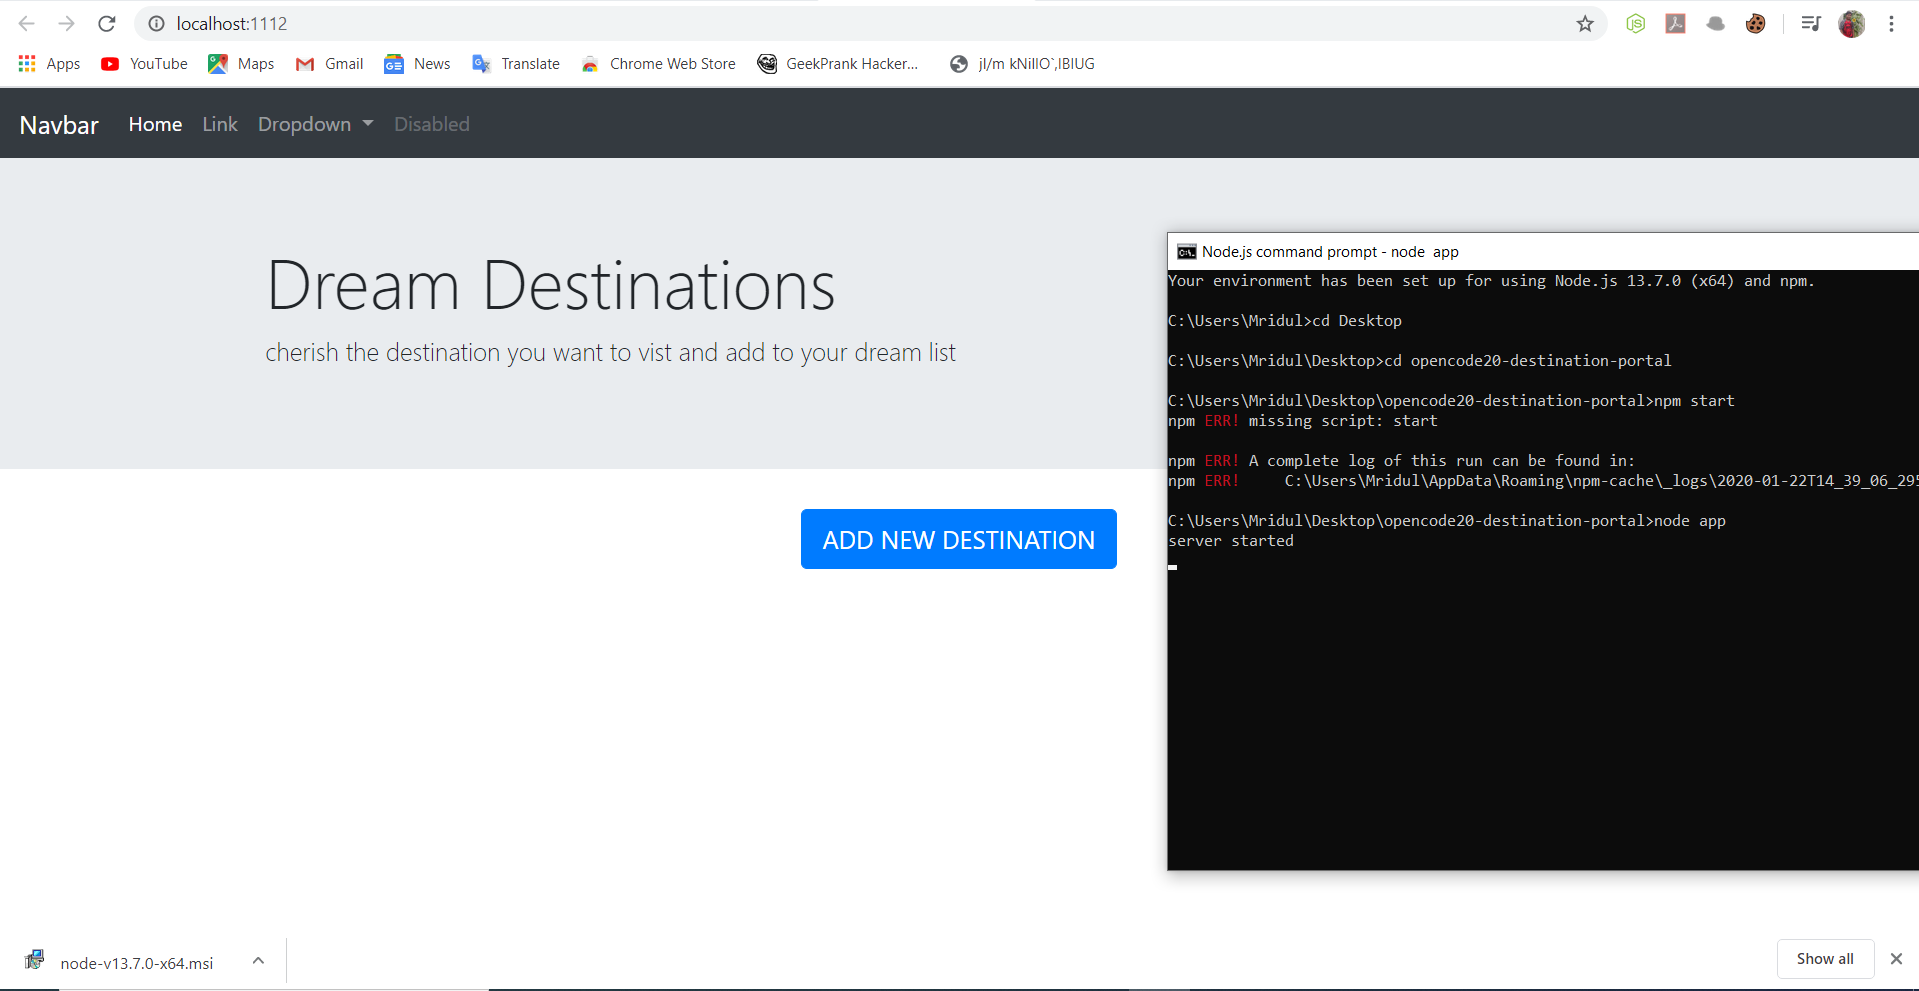 localhost:1112
Apps YouTube Maps Gmail News Translate Chrome Web Store GeekPrank Hacker...
Navbar Home Link Dropdown Disabled
Dream Destinations
cherish the destination you want to vist and add to your dream list
ADD NEW DESTINATION
Node.js command prompt - node app
Your environment has been set up for using Node.js 13.7.0 (x64) and npm.
C:\Users\Mridul>cd Desktop
C:\Users\Mridul\Desktop>cd opencode20-destination-portal
C:\Users\Mridul\Desktop\opencode20-destination-portal>npm start
npm ERR! missing script: start
npm ERR! A complete log of this run can be found in:
npm ERR! C:\Users\Mridul\AppData\Roaming\npm-cache\_logs\2020-01-22T14_39_06_295
C:\Users\Mridul\Desktop\opencode20-destination-portal>node app
server started
node-v13.7.0-x64.msi
Show all